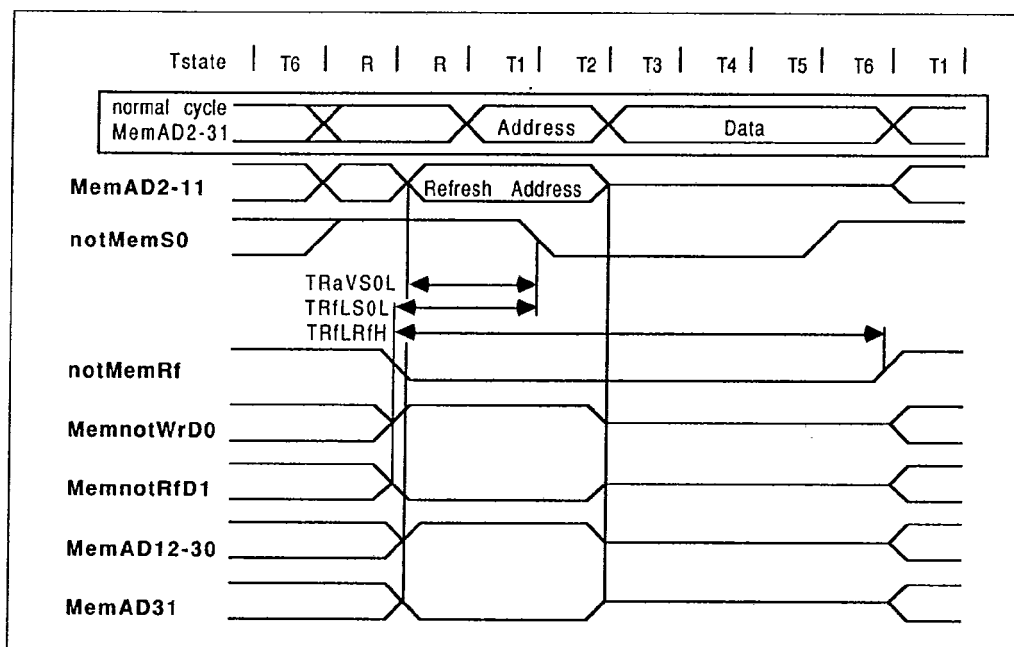 Tstate | T6 | R | R | T1 | T2 | T3 | T4 | T5 | T6 | T1 |
normal cycle
MemAD2-31
Address
Data
MemAD2-11
Refresh Address
notMemS0
TRaVS0L
TRfLS0L
TRfLRfH
notMemRf
MemnotWrD0
MemnotRfD1
MemAD12-30
MemAD31